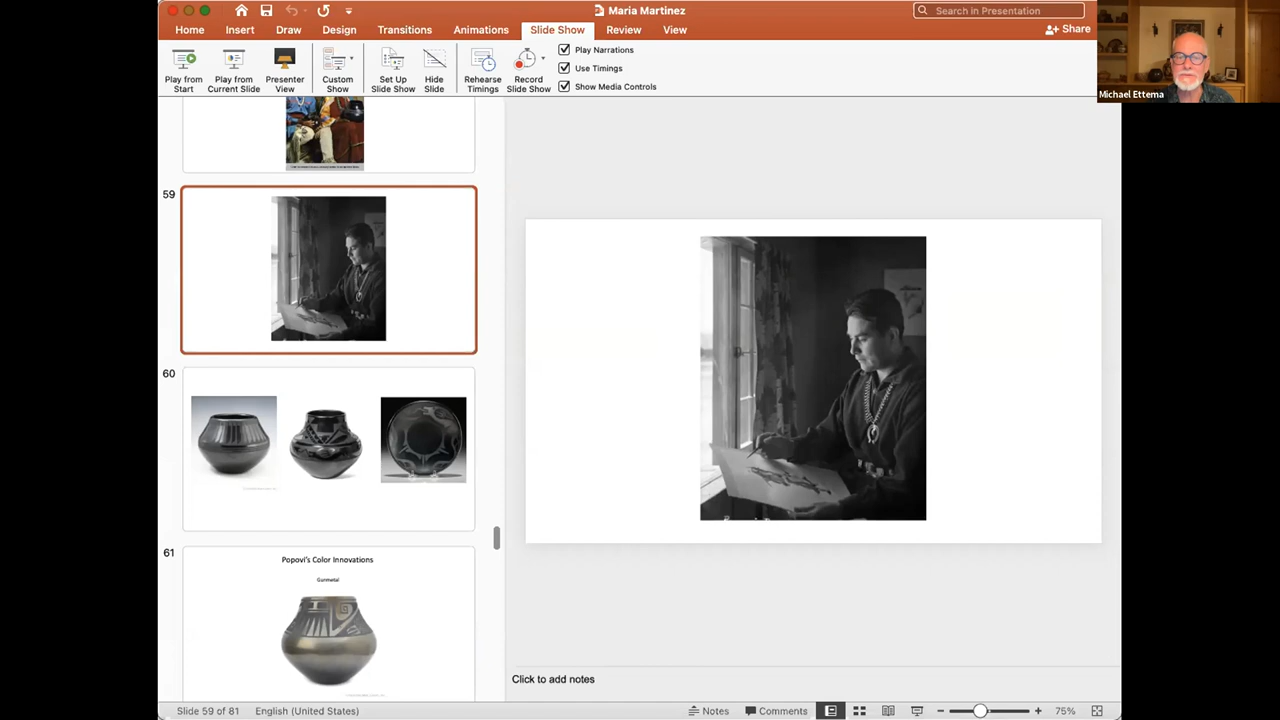 Maria Martinez
Search in Presentation
Home Insert Draw Design Transitions Animations Slide Show Review View
Share
Play from Start
Play from Current Slide
Presenter View
Custom Show
Set Up Slide Show
Hide Slide
Rehearse Timings
Record Slide Show
Play Narrations
Use Timings
Show Media Controls
Michael Ettema
59
60
61
Popovi's Color Innovations
Gunmetal
Click to add notes
Slide 59 of 81 English (United States) Notes Comments 75%